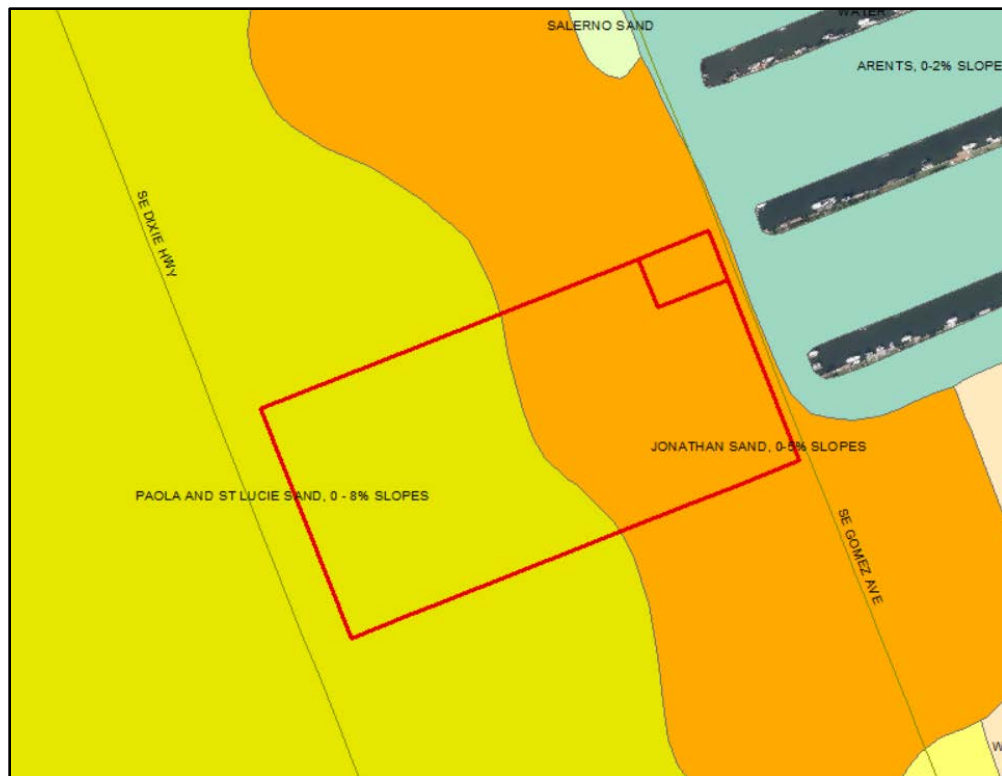 WATER
SALERNO SAND
ARENTS, 0-2% SLOPE
SE DIXIE HWY
JONATHAN SAND, 0-5% SLOPES
PAOLA AND ST LUCIE SAND, 0 - 8% SLOPES
SE GOMEZ AVE
W